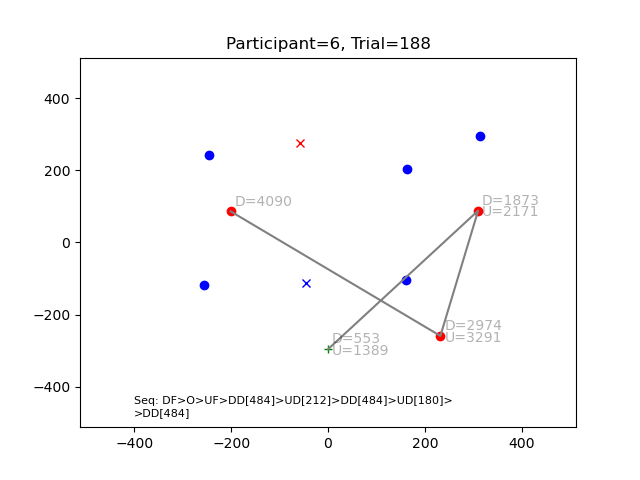 Participant=6, Trial=188
400
200
0
−200
−400
D=4090
D=1873
U=2171
D=2974
U=3291
D=553
U=1389
Seq: DF>O>UF>DD[484]>UD[212]>DD[484]>UD[180]>
>DD[484]
−400
−200
0
200
400